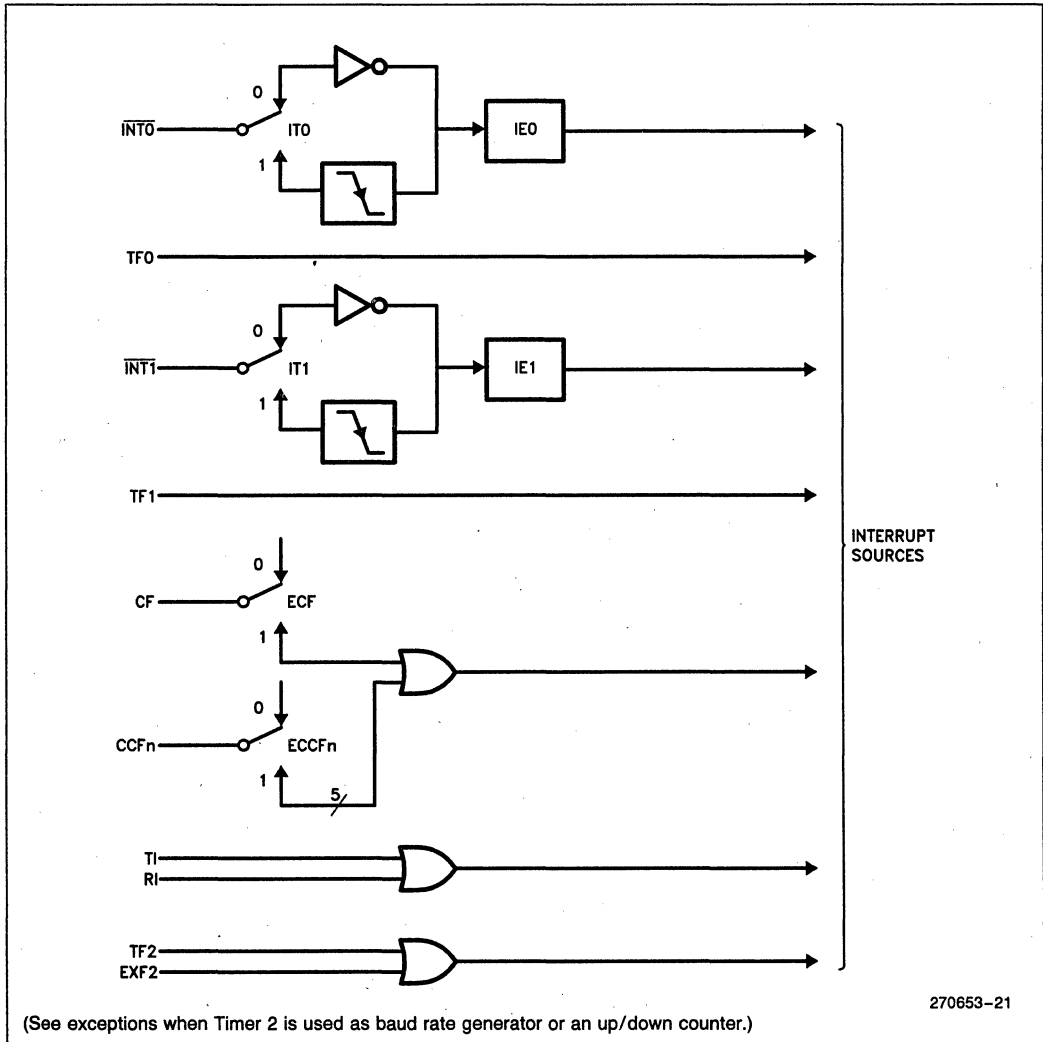 0
INT0
IT0
IE0
1
TF0
0
INT1
IT1
IE1
1
TF1
INTERRUPT
SOURCES
0
CF
ECF
1
0
CCFn
ECCFn
1
5
TI
RI
TF2
EXF2
270653-21
(See exceptions when Timer 2 is used as baud rate generator or an up/down counter.)